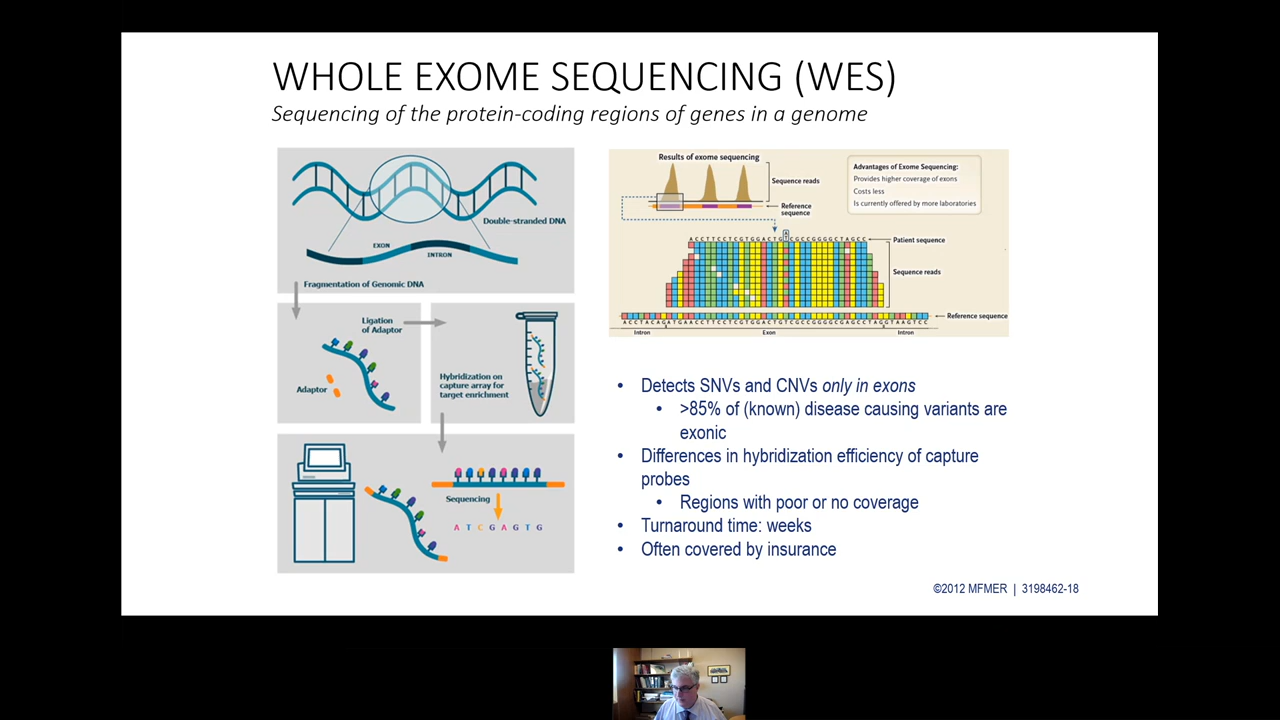 WHOLE EXOME SEQUENCING (WES)
Sequencing of the protein-coding regions of genes in a genome
Double-stranded DNA
EXON
INTRON
Fragmentation of Genomic DNA
Ligation
of Adaptor
Adaptor
Hybridization on
capture array for
target enrichment
Sequencing
A T C G A G T G
Results of exome sequencing
Sequence reads
Reference
sequence
Advantages of Exome Sequencing:
Provides higher coverage of exons
Costs less
Is currently offered by more laboratories
Patient sequence
Sequence reads
Reference sequence
Intron
Exon
Intron
• Detects SNVs and CNVs only in exons
• >85% of (known) disease causing variants are
exonic
• Differences in hybridization efficiency of capture
probes
• Regions with poor or no coverage
• Turnaround time: weeks
• Often covered by insurance
©2012 MFMER | 3198462-18